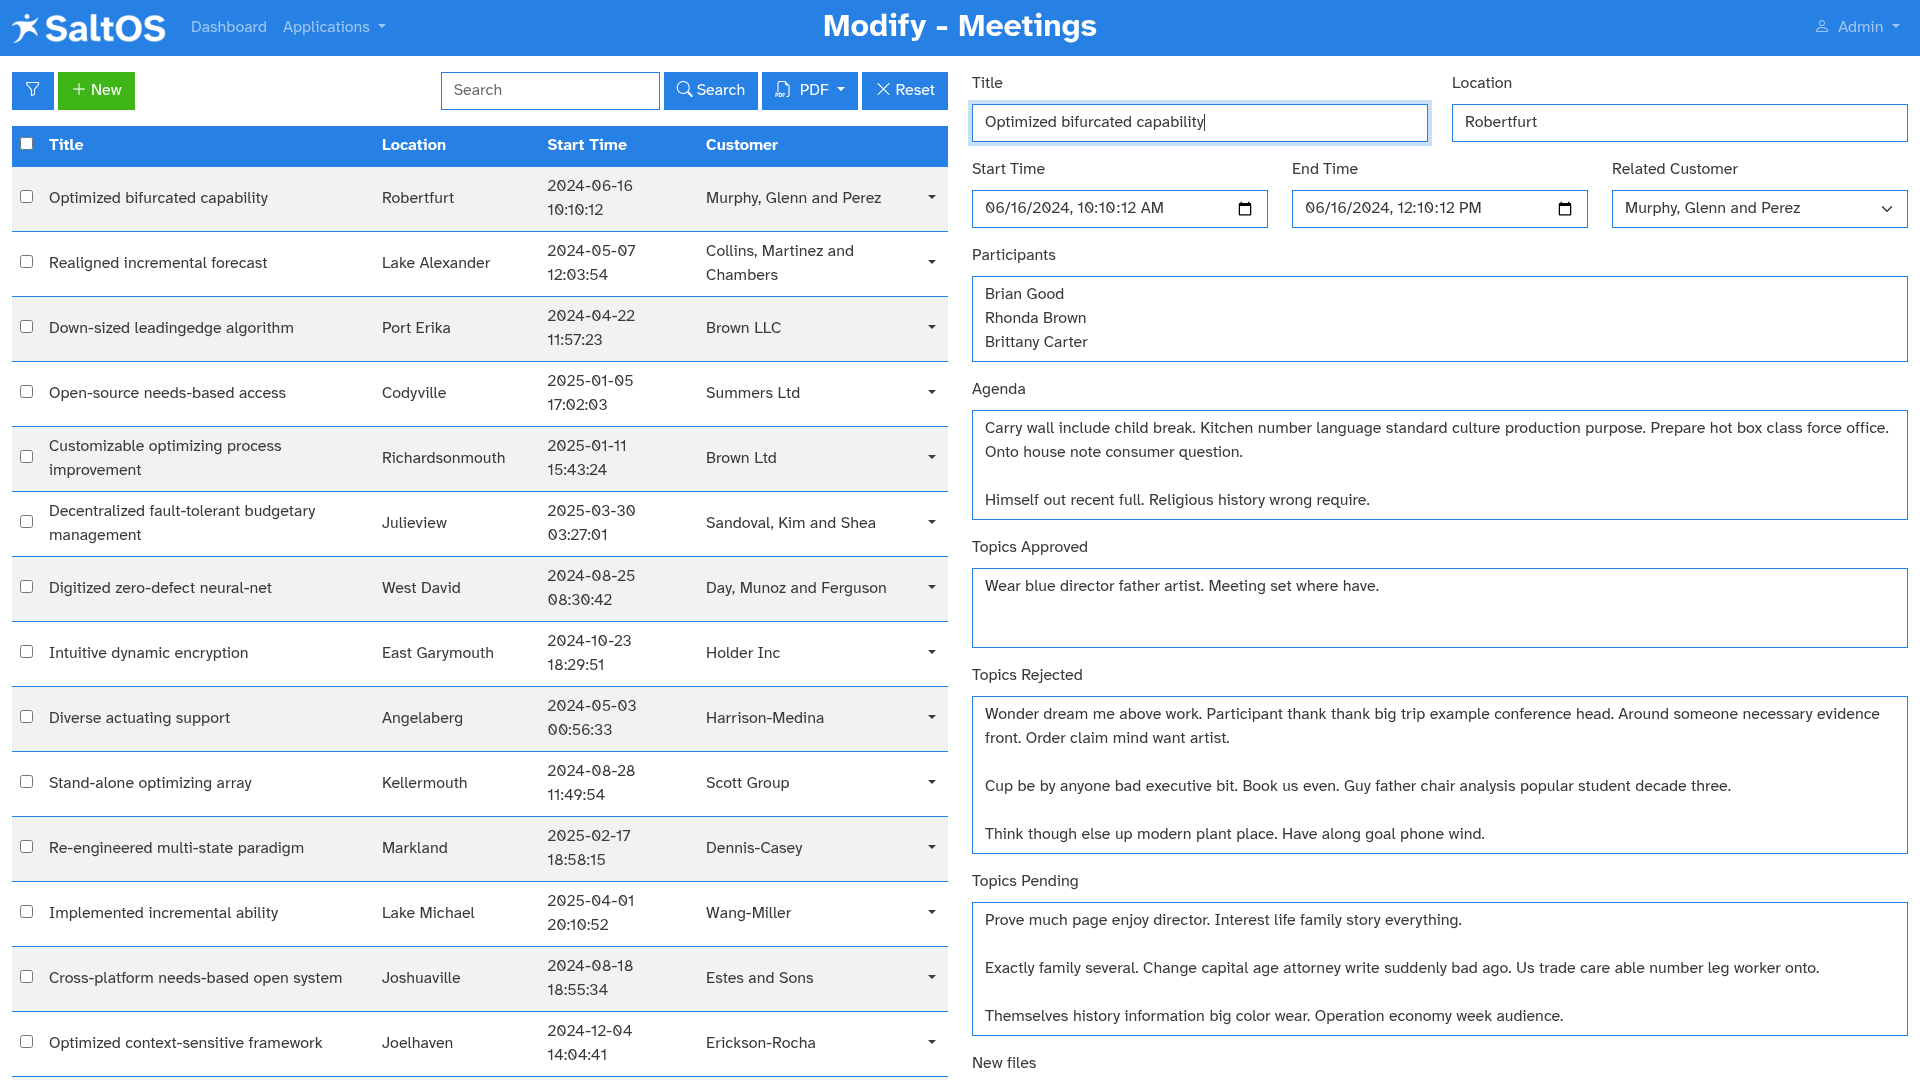 SaltOS
Dashboard
Applications
Modify - Meetings
Admin
New
Search
Search
PDF
Reset
Title
Location
Start Time
Customer
Optimized bifurcated capability
Robertfurt
2024-06-16
10:10:12
Murphy, Glenn and Perez
Realigned incremental forecast
Lake Alexander
2024-05-07
12:03:54
Collins, Martinez and
Chambers
Down-sized leadingedge algorithm
Port Erika
2024-04-22
11:57:23
Brown LLC
Open-source needs-based access
Codyville
2025-01-05
17:02:03
Summers Ltd
Customizable optimizing process
improvement
Richardsonmouth
2025-01-11
15:43:24
Brown Ltd
Decentralized fault-tolerant budgetary
management
Julieview
2025-03-30
03:27:01
Sandoval, Kim and Shea
Digitized zero-defect neural-net
West David
2024-08-25
08:30:42
Day, Munoz and Ferguson
Intuitive dynamic encryption
East Garymouth
2024-10-23
18:29:51
Holder Inc
Diverse actuating support
Angelaberg
2024-05-03
00:56:33
Harrison-Medina
Stand-alone optimizing array
Kellermouth
2024-08-28
11:49:54
Scott Group
Re-engineered multi-state paradigm
Markland
2025-02-17
18:58:15
Dennis-Casey
Implemented incremental ability
Lake Michael
2025-04-01
20:10:52
Wang-Miller
Cross-platform needs-based open system
Joshuaville
2024-08-18
18:55:34
Estes and Sons
Optimized context-sensitive framework
Joelhaven
2024-12-04
14:04:41
Erickson-Rocha
Title
Optimized bifurcated capability
Location
Robertfurt
Start Time
06/16/2024, 10:10:12 AM
End Time
06/16/2024, 12:10:12 PM
Related Customer
Murphy, Glenn and Perez
Participants
Brian Good
Rhonda Brown
Brittany Carter
Agenda
Carry wall include child break. Kitchen number language standard culture production purpose. Prepare hot box class force office.
Onto house note consumer question.
Himself out recent full. Religious history wrong require.
Topics Approved
Wear blue director father artist. Meeting set where have.
Topics Rejected
Wonder dream me above work. Participant thank thank big trip example conference head. Around someone necessary evidence
front. Order claim mind want artist.
Cup be by anyone bad executive bit. Book us even. Guy father chair analysis popular student decade three.
Think though else up modern plant place. Have along goal phone wind.
Topics Pending
Prove much page enjoy director. Interest life family story everything.
Exactly family several. Change capital age attorney write suddenly bad ago. Us trade care able number leg worker onto.
Themselves history information big color wear. Operation economy week audience.
New files